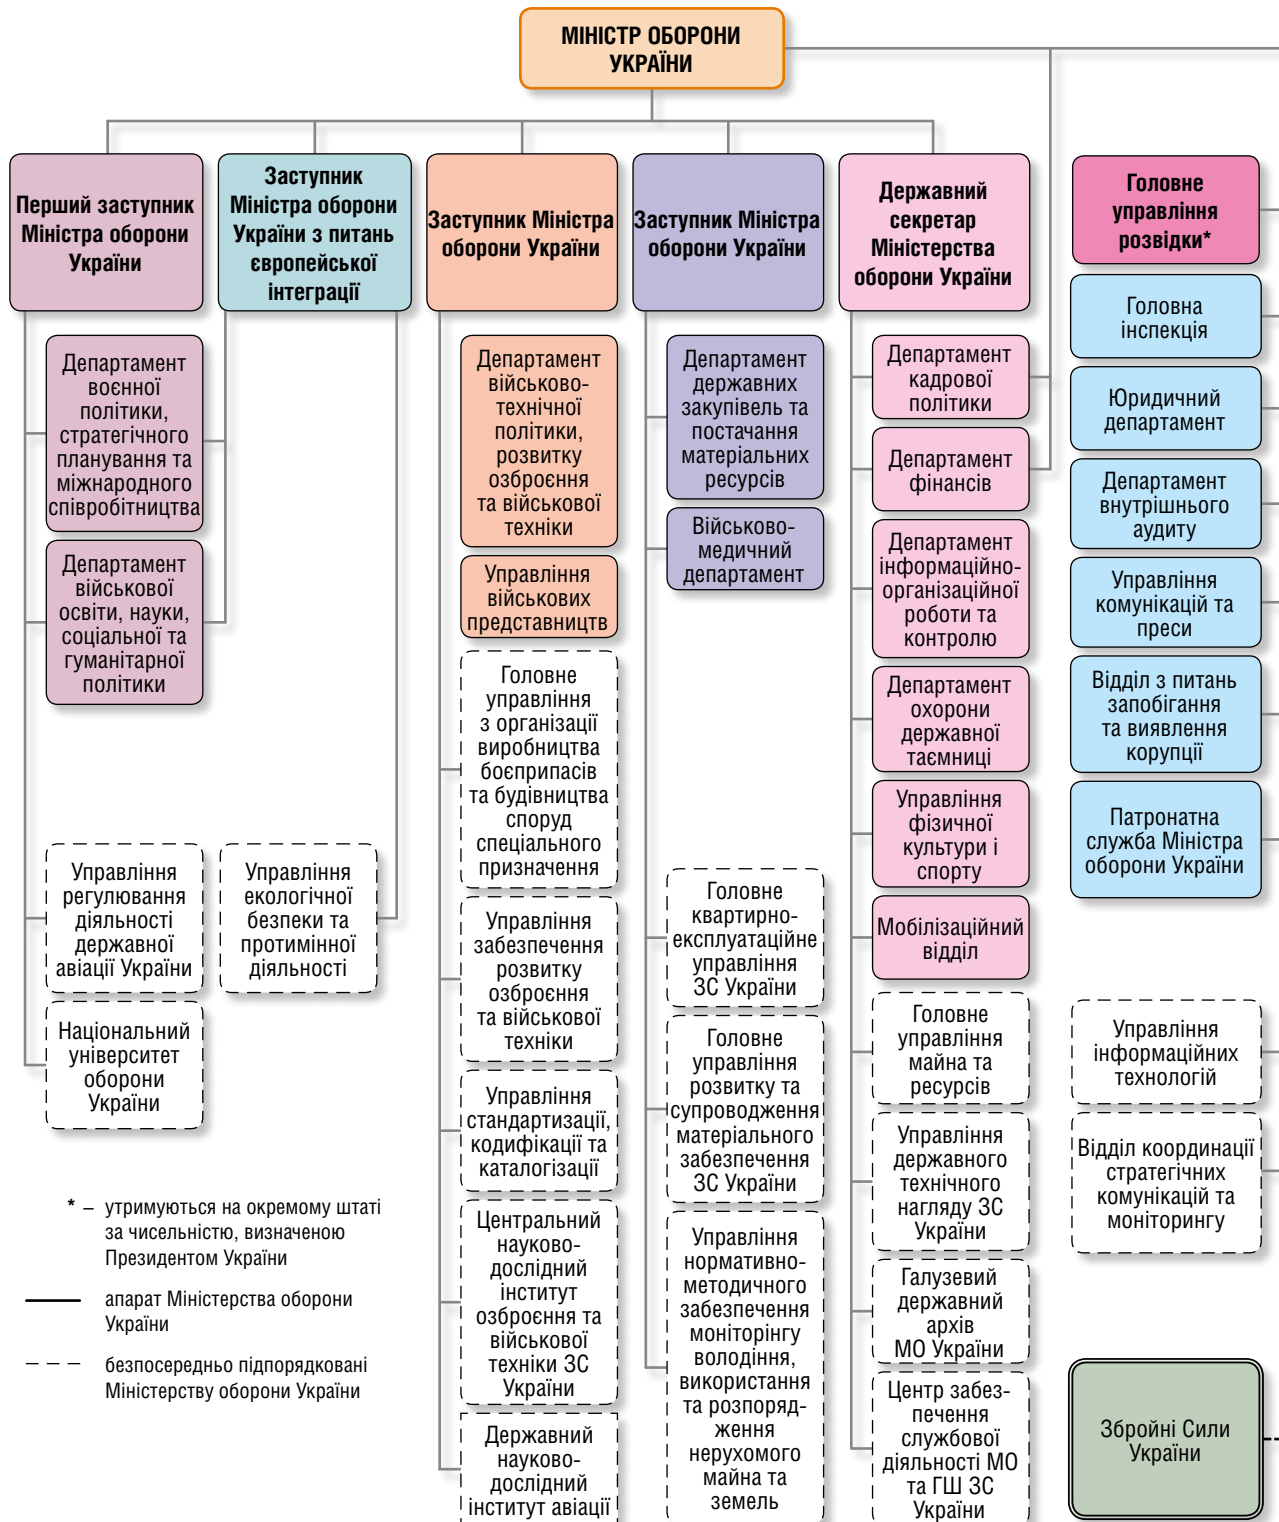 МІНІСТР ОБОРОНИ
УКРАЇНИ
Перший заступник
Міністра оборони
України
Заступник
Міністра оборони
України з питань
європейської
інтеграції
Заступник Міністра
оборони України
Заступник Міністра
оборони України
Державний
секретар
Міністерства
оборони України
Головне
управління
розвідки*
Департамент
воєнної
політики,
стратегічного
планування та
міжнародного
співробітництва
Департамент
військової
освіти, науки,
соціальної та
гуманітарної
політики
Управління
регулювання
діяльності
державної
авіації України
Національний
університет
оборони
України
Управління
екологічної
безпеки та
протимінної
діяльності
Департамент
військово-
технічної
політики,
розвитку
озброєння
та військової
техніки
Управління
військових
представництв
Головне
управління
з організації
виробництва
боєприпасів
та будівництва
споруд
спеціального
призначення
Управління
забезпечення
розвитку
озброєння
та військової
техніки
Управління
стандартизації,
кодифікації та
каталогізації
Центральний
науково-
дослідний
інститут
озброєння та
військової
техніки ЗС
України
Державний
науково-
дослідний
інститут авіації
Департамент
державних
закупівель та
постачання
матеріальних
ресурсів
Військово-
медичний
департамент
Головне
квартирно-
експлуатаційне
управління
ЗС України
Головне
управління
розвитку та
супроводження
матеріального
забезпечення
ЗС України
Управління
нормативно-
методичного
забезпечення
моніторінгу
володіння,
використання
та розпоряд-
ження
нерухомого
майна та
земель
Департамент
кадрової
політики
Департамент
фінансів
Департамент
інформаційно-
організаційної
роботи та
контролю
Департамент
охорони
державної
таємниці
Управління
фізичної
культури і
спорту
Мобілізаційний
відділ
Головне
управління
майна та
ресурсів
Управління
державного
технічного
нагляду ЗС
України
Галузевий
державний
архів
МО України
Центр забез-
печення
службової
діяльності МО
та ГШ ЗС
України
Головна
інспекція
Юридичний
департамент
Департамент
внутрішнього
аудиту
Управління
комунікацій та
преси
Відділ з питань
запобігання
та виявлення
корупції
Патронатна
служба Міністра
оборони України
Управління
інформаційних
технологій
Відділ координації
стратегічних
комунікацій та
моніторингу
Збройні Сили
України
* – утримуються на окремому штаті
за чисельністю, визначеною
Президентом України
апарат Міністерства оборони
України
безпосередньо підпорядковані
Міністерству оборони України